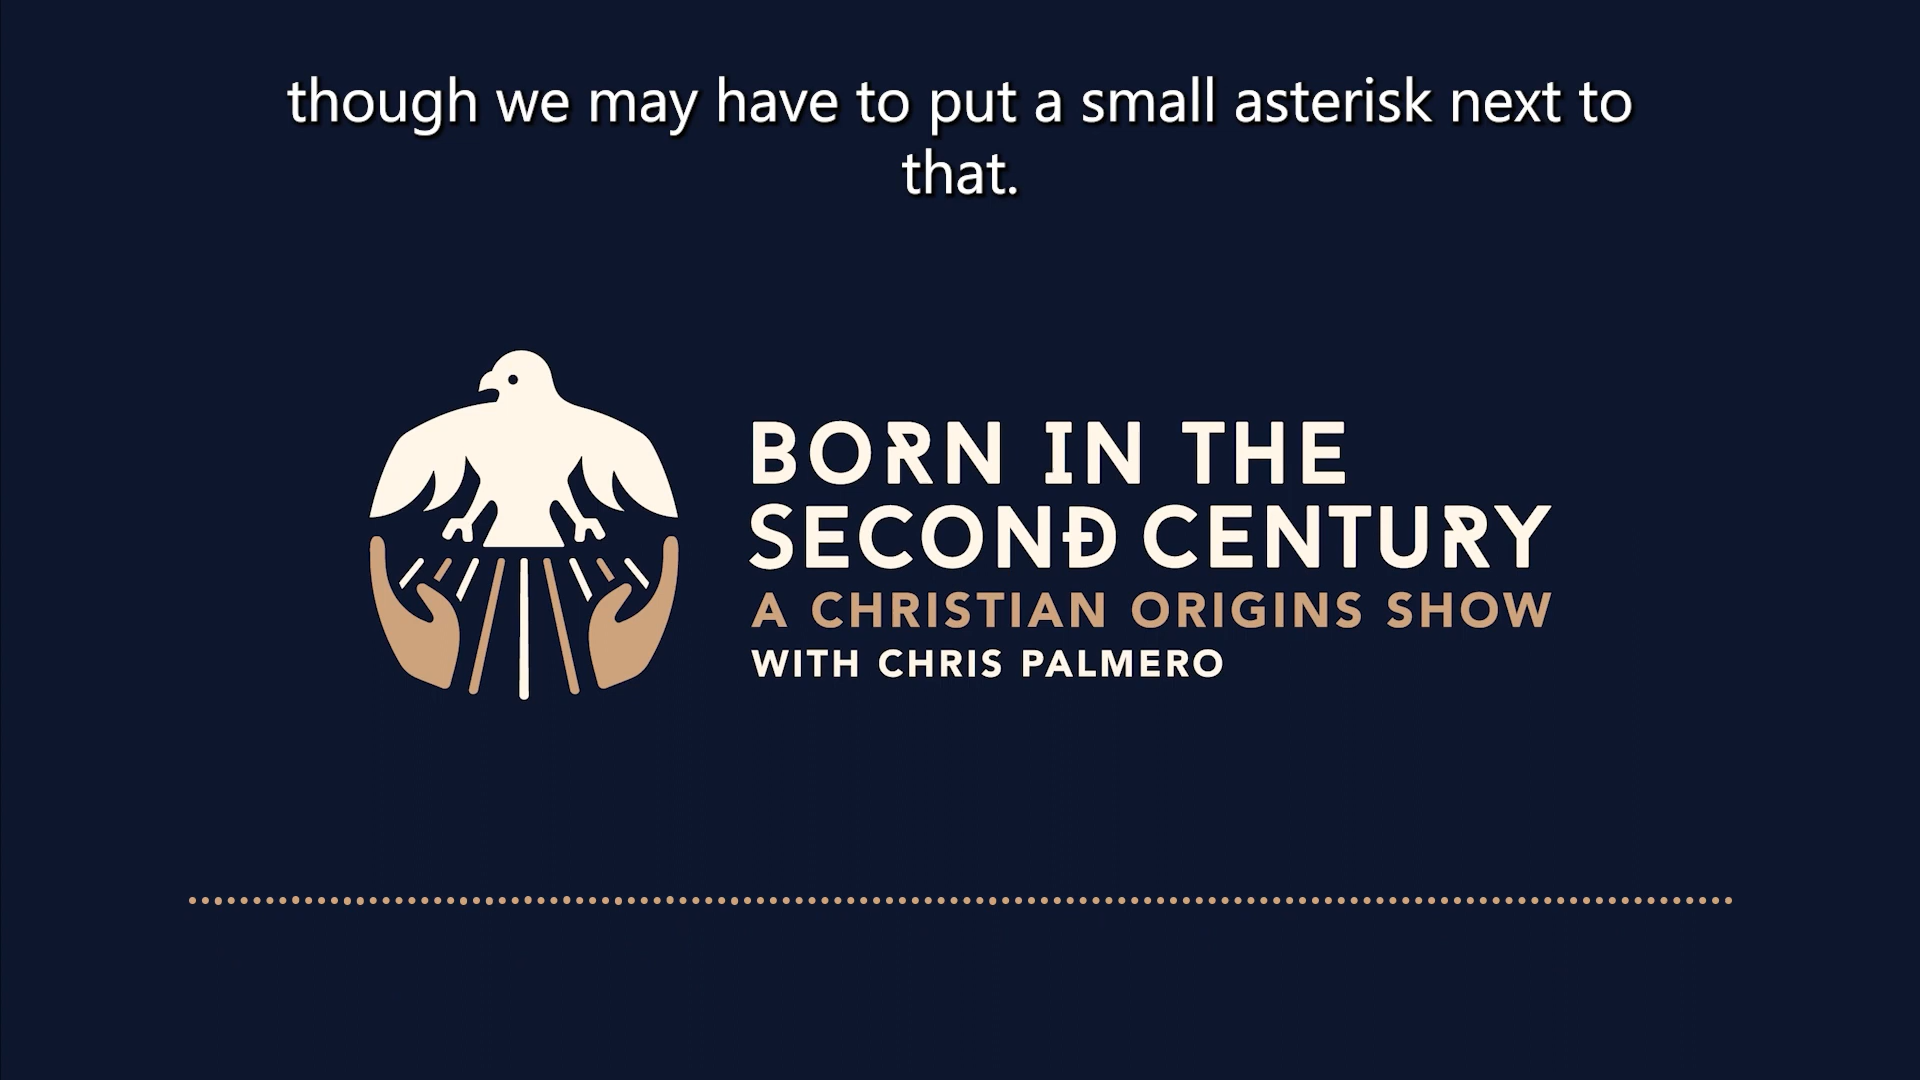 though we may have to put a small asterisk next to
that.
BORN IN THE
SECOND CENTURY
A CHRISTIAN ORIGINS SHOW
WITH CHRIS PALMERO